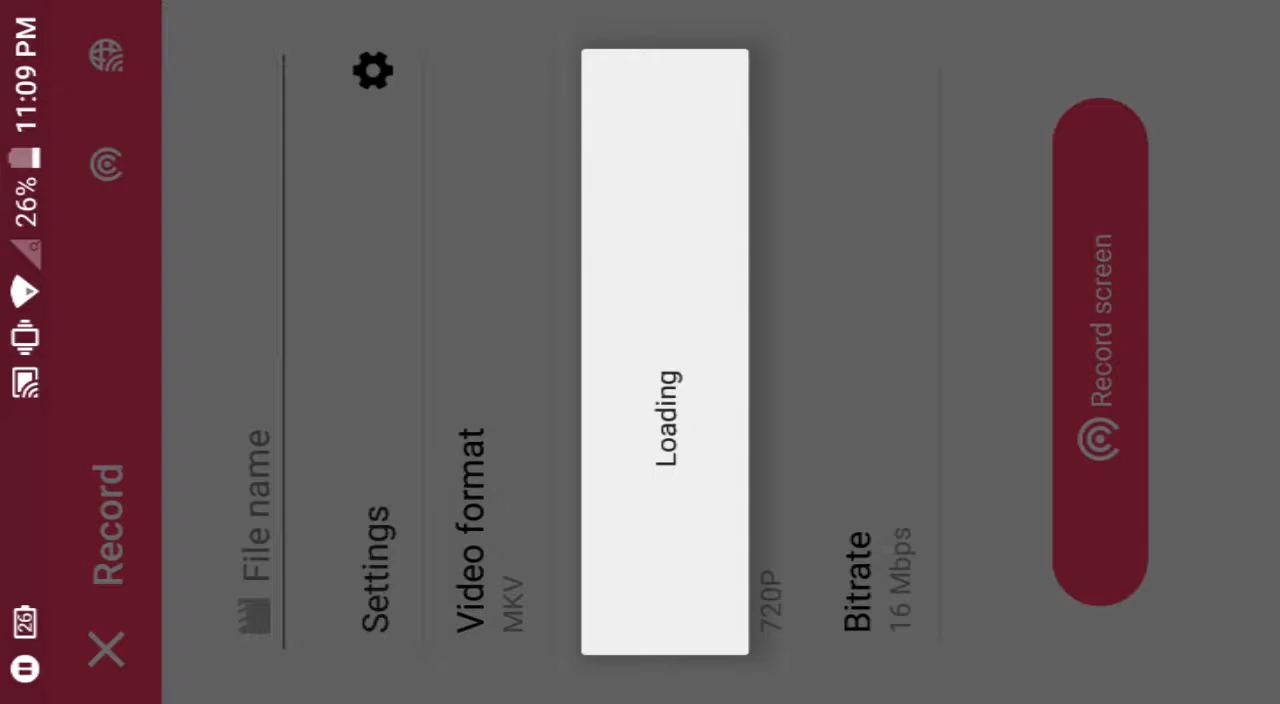 26 26% 11:09 PM
Record
File name
Settings
Video format
MKV
Loading
720P
Bitrate
16 Mbps
Record screen